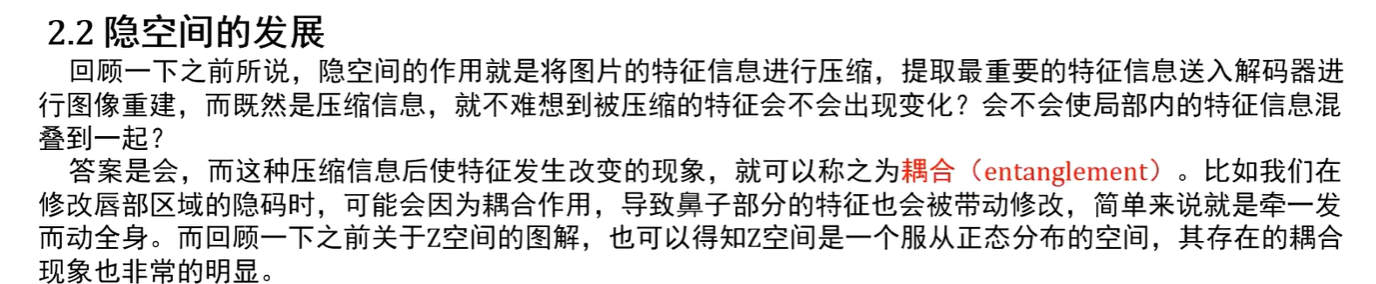 2.2 隐空间的发展
回顾一下之前所说，隐空间的作用就是将图片的特征信息进行压缩，提取最重要的特征信息送入解码器进
行图像重建，而既然是压缩信息，就不难想到被压缩的特征会不会出现变化？会不会使局部内的特征信息混
叠到一起？
答案是会，而这种压缩信息后使特征发生改变的现象，就可以称之为耦合（entanglement）。比如我们在
修改唇部区域的隐码时，可能会因为耦合作用，导致鼻子部分的特征也会被带动修改，简单来说就是牵一发
而动全身。而回顾一下之前关于Z空间的图解，也可以得知Z空间是一个服从正态分布的空间，其存在的耦合
现象也非常的明显。